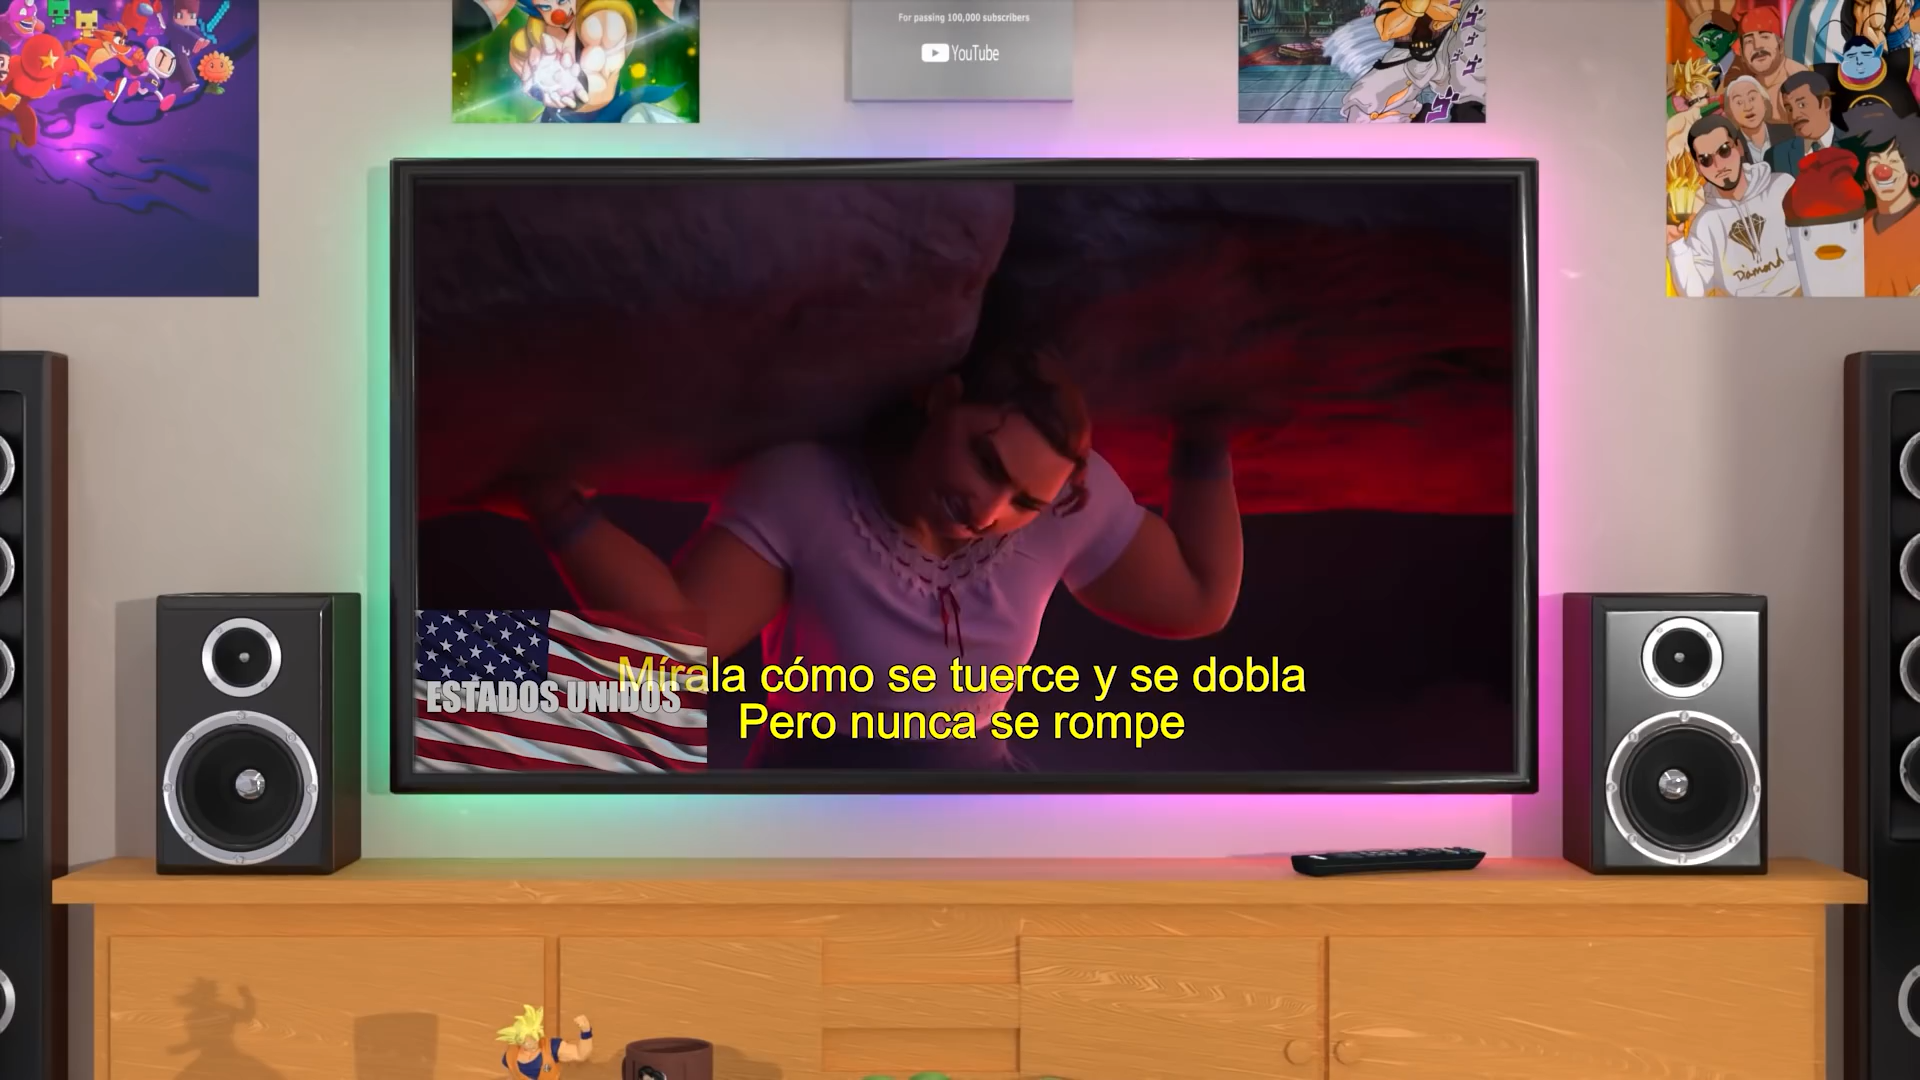 For passing 100,000 subscribers
YouTube
Diamond
ESTADOS UNIDOS
Mírala cómo se tuerce y se dobla
Pero nunca se rompe